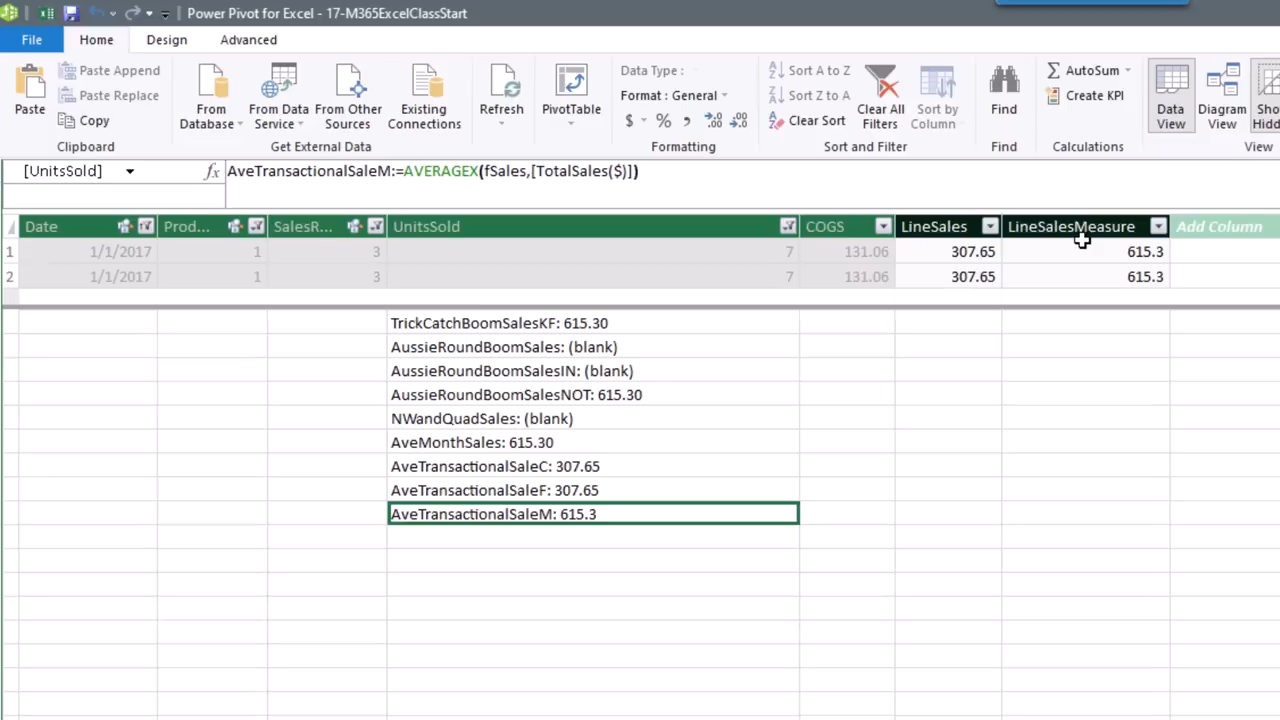 Power Pivot for Excel - 17-M365ExcelClassStart
File Home Design Advanced
Paste
Paste Append
Paste Replace
Copy
Clipboard
From Database
From Data Service
From Other Sources
Existing Connections
Get External Data
Refresh
PivotTable
Data Type :
Format : General
$ % ,
Formatting
Sort A to Z
Sort Z to A
Clear Sort
Clear All Filters
Sort by Column
Sort and Filter
Find
Find
AutoSum
Create KPI
Calculations
Data View
Diagram View
Sho
Hidd
View
[UnitsSold] fx AveTransactionalSaleM:=AVERAGEX(fSales,[TotalSales($)])
Date Prod... SalesR... UnitsSold COGS LineSales LineSalesMeasure Add Column
1 1/1/2017 1 3 7 131.06 307.65 615.3
2 1/1/2017 1 3 7 131.06 307.65 615.3
TrickCatchBoomSalesKF: 615.30
AussieRoundBoomSales: (blank)
AussieRoundBoomSalesIN: (blank)
AussieRoundBoomSalesNOT: 615.30
NWandQuadSales: (blank)
AveMonthSales: 615.30
AveTransactionalSaleC: 307.65
AveTransactionalSaleF: 307.65
AveTransactionalSaleM: 615.3